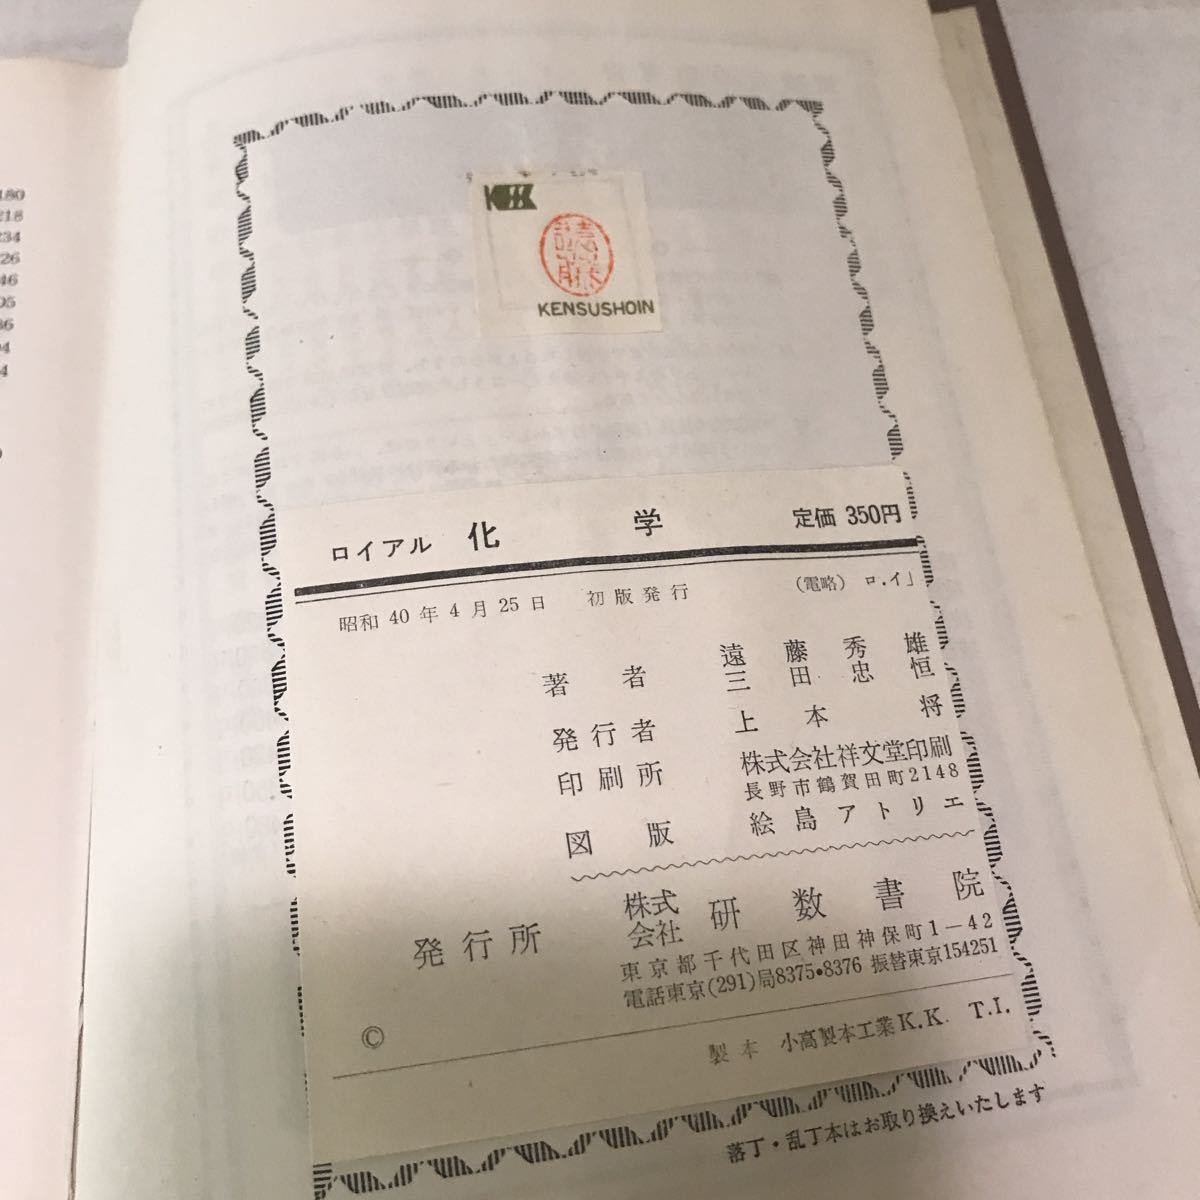 180
218
234
KENSUSHOIN
ロイアル 化 学 定価 350円
昭和 40 年 4 月 25 日 初版発行 (電略) ロ.イ」
著 者 遠 藤 秀 雄
三 田 忠 恒
発行者 上 本 将
印刷所 株式会社祥文堂印刷
長野市鶴賀田町2148
図 版 絵島アトリエ
発行所 株式会社 研 数 書 院
東京都千代田区神田神保町1-42
電話東京(291)局8375•8376 振替東京154251
©
製本 小高製本工業K.K. T.I.
落丁・乱丁本はお取り換えいたします